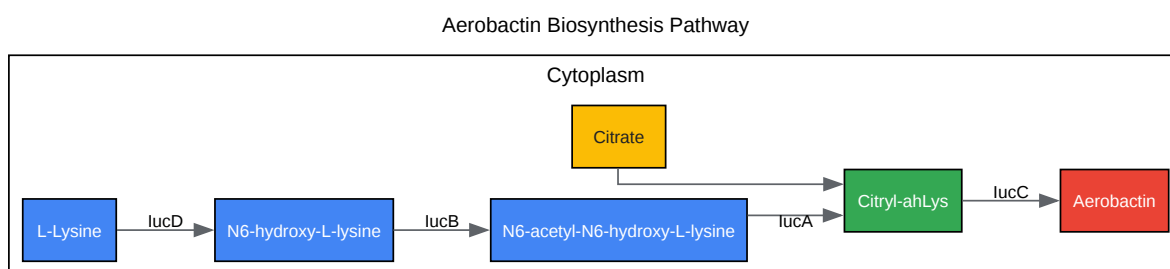 Aerobactin Biosynthesis Pathway
Cytoplasm
Citrate
L-Lysine
IucD
N6-hydroxy-L-lysine
IucB
N6-acetyl-N6-hydroxy-L-lysine
IucA
Citryl-ahLys
IucC
Aerobactin